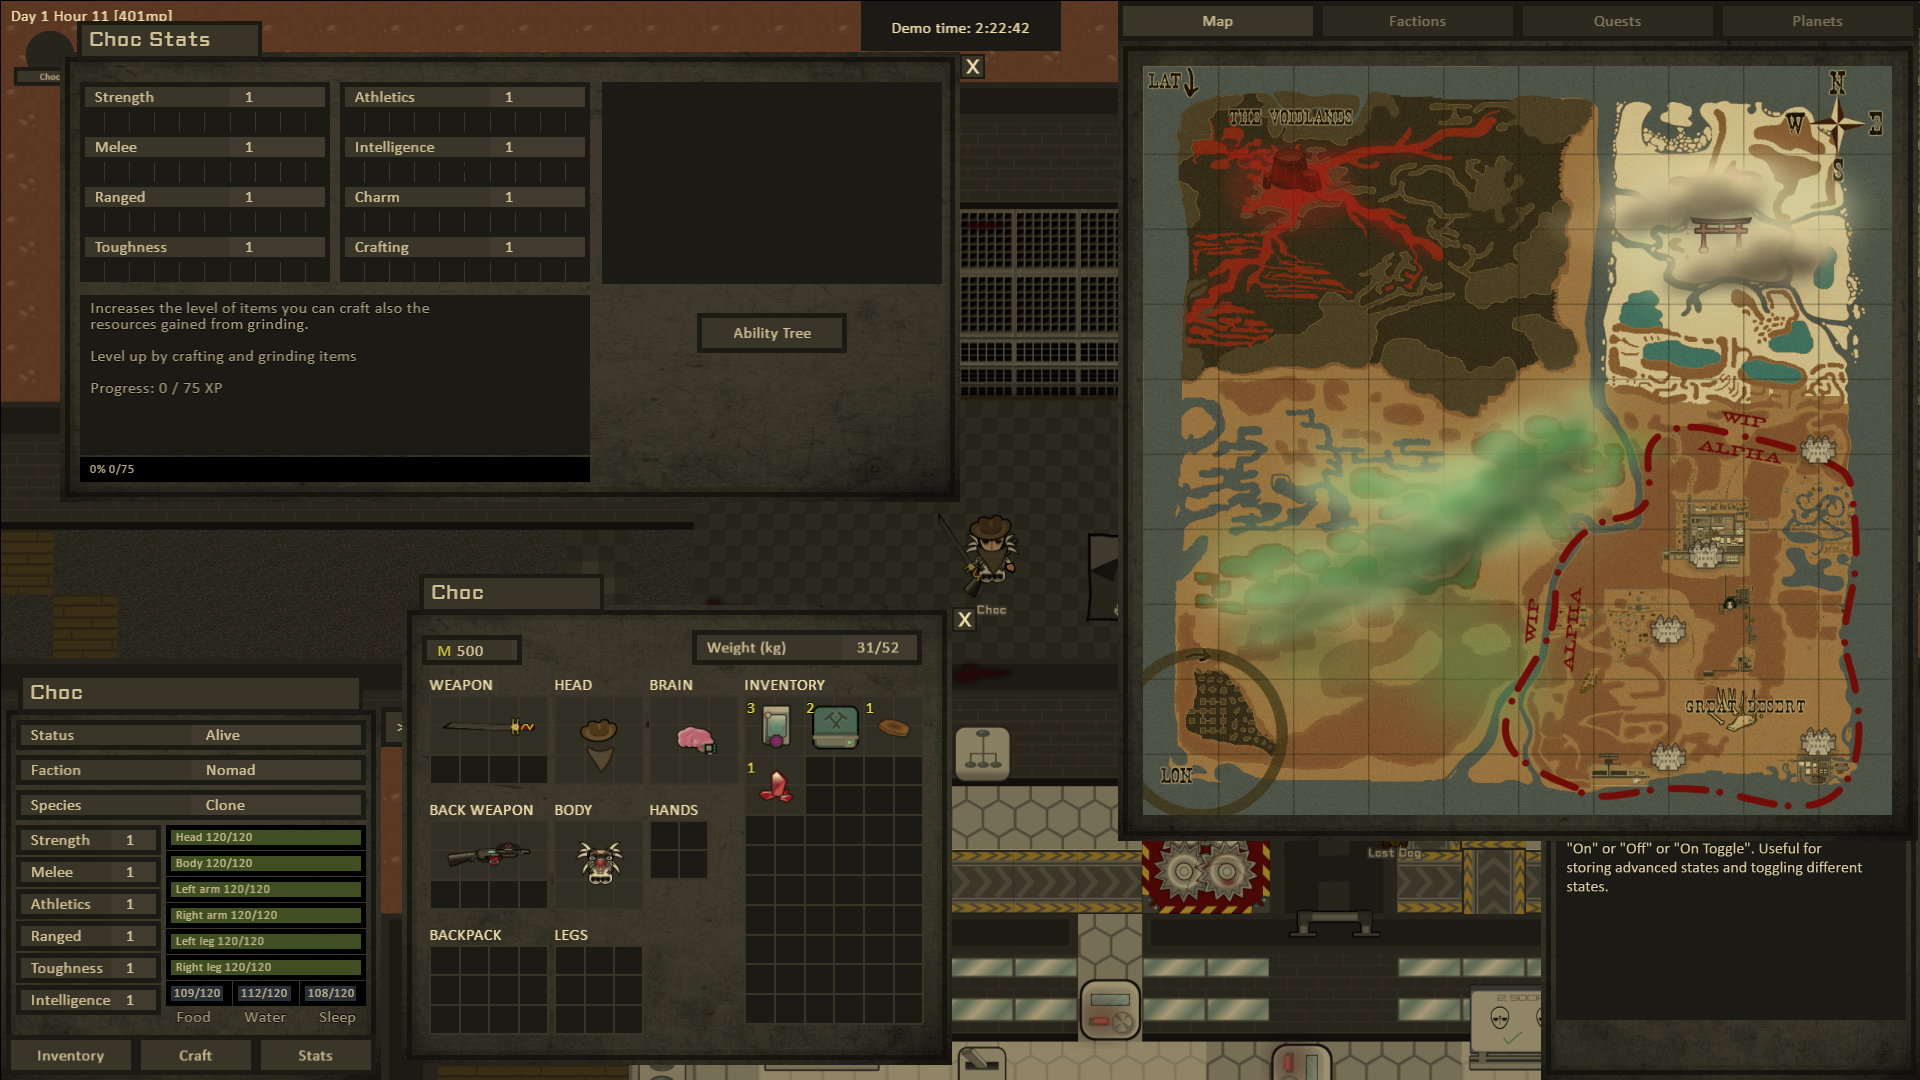 Day 1 Hour 11 [401mp]
Choc
Choc Stats
Demo time: 2:22:42
X
Strength 1
Athletics 1
Melee 1
Intelligence 1
Ranged 1
Charm 1
Toughness 1
Crafting 1
Increases the level of items you can craft also the
resources gained from grinding.
Level up by crafting and grinding items
Progress: 0 / 75 XP
0% 0/75
Ability Tree
Map
Factions
Quests
Planets
LAT
THE VOIDLANDS
N
W
E
S
WIP
ALPHA
WIP
ALPHA
GREAT DESERT
LON
Choc
Choc
X
M 500
Weight (kg) 31/52
WEAPON
HEAD
BRAIN
INVENTORY
3
2
1
1
BACK WEAPON
BODY
HANDS
BACKPACK
LEGS
Choc
>
Status Alive
Faction Nomad
Species Clone
Strength 1
Melee 1
Athletics 1
Ranged 1
Toughness 1
Intelligence 1
Head 120/120
Body 120/120
Left arm 120/120
Right arm 120/120
Left leg 120/120
Right leg 120/120
109/120
112/120
108/120
Food
Water
Sleep
Inventory
Craft
Stats
Lost Dog
"On" or "Off" or "On Toggle". Useful for
storing advanced states and toggling different
states.